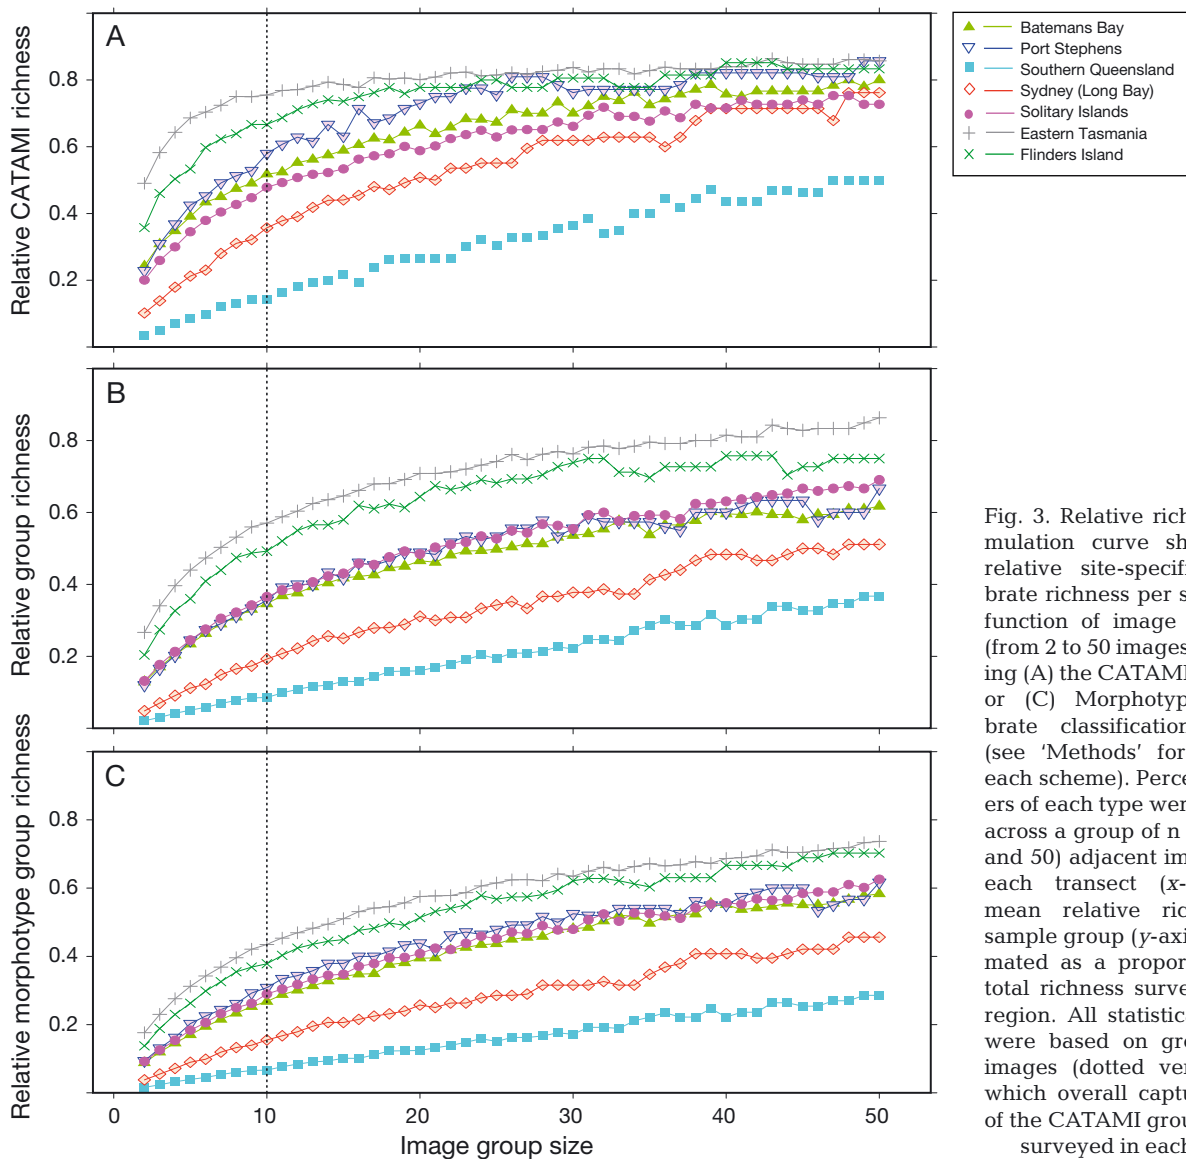 A
Relative CATAMI richness
0.8
0.6
0.4
0.2
0
10
20
30
40
50
Batemans Bay
Port Stephens
Southern Queensland
Sydney (Long Bay)
Solitary Islands
Eastern Tasmania
Flinders Island
B
Relative group richness
0.8
0.6
0.4
0.2
C
Relative morphotype group richness
0.8
0.6
0.4
0.2
0
10
20
30
40
50
Image group size
Fig. 3. Relative rich
mulation curve sh
relative site-specifi
brate richness per s
function of image
(from 2 to 50 images
ing (A) the CATAMI
or (C) Morphotyp
brate classification
(see ‘Methods’ for
each scheme). Perce
ers of each type wer
across a group of n
and 50) adjacent im
each transect (x-
mean relative ric
sample group (y-axi
mated as a propor
total richness surve
region. All statistic
were based on gro
images (dotted ver
which overall captu
of the CATAMI grou
surveyed in each